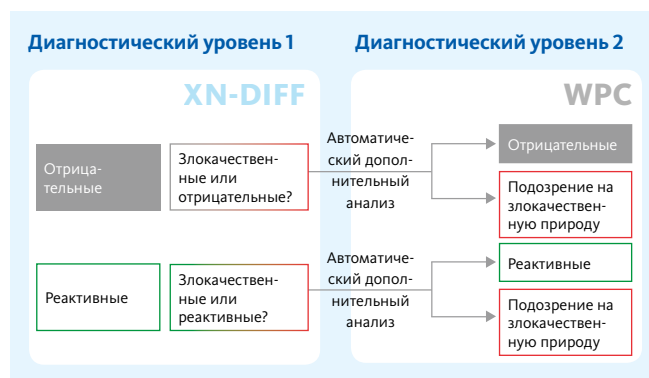 Диагностический уровень 1
Диагностический уровень 2
XN-DIFF
WPC
Отрица-
тельные
Злокачествен-
ные или
отрицательные?
Автоматиче-
ский допол-
нительный
анализ
Отрицательные
Подозрение на
злокачествен-
ную природу
Реактивные
Злокачествен-
ные или
реактивные?
Автоматиче-
ский допол-
нительный
анализ
Реактивные
Подозрение на
злокачествен-
ную природу